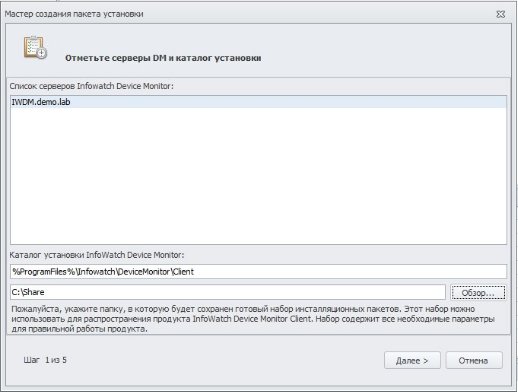 Мастер создания пакета установки
Отметьте серверы DM и каталог установки
Список серверов Infowatch Device Monitor:
IWDM.demo.lab
Каталог установки InfoWatch Device Monitor:
%ProgramFiles%\Infowatch\DeviceMonitor\Client
C:\Share
Обзор...
Пожалуйста, укажите папку, в которую будет сохранен готовый набор инсталляционных пакетов. Этот набор можно
использовать для распространения продукта InfoWatch Device Monitor Client. Набор содержит все необходимые параметры
для правильной работы продукта.
Шаг 1 из 5
Далее >
Отмена